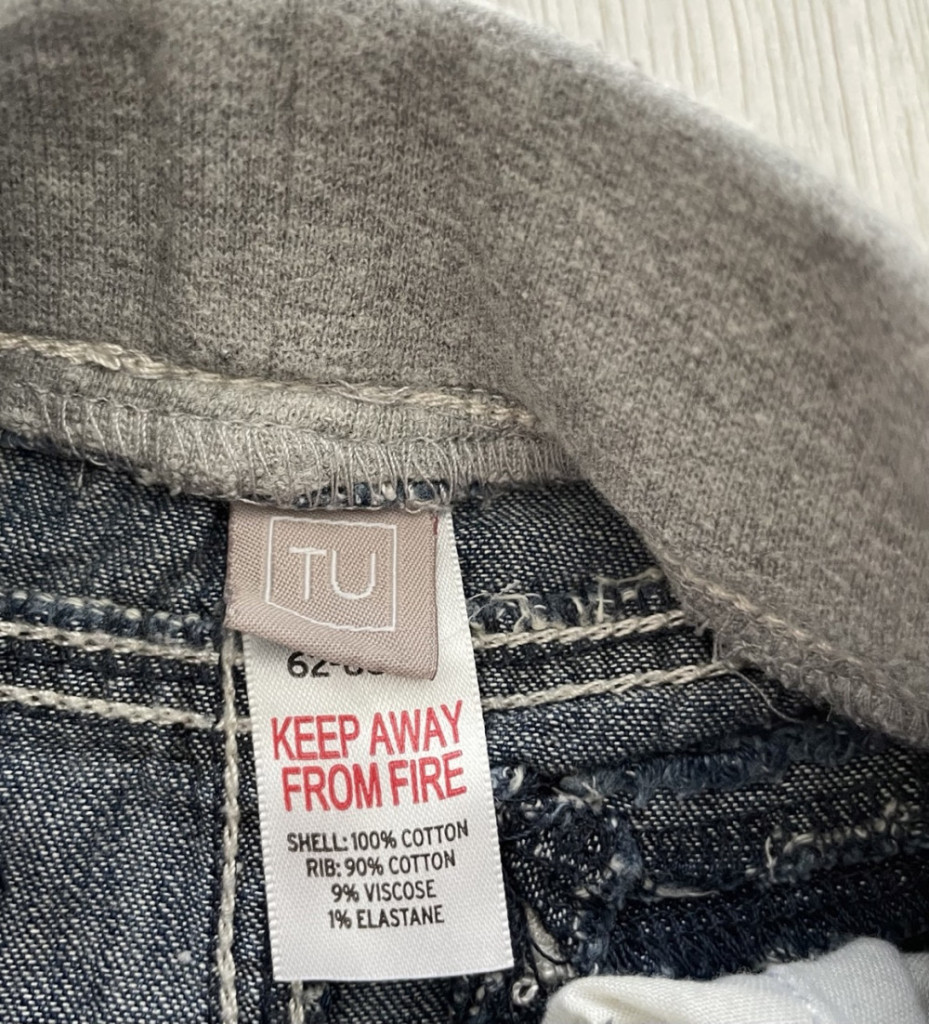 TU
KEEP AWAY
FROM FIRE
SHELL: 100% COTTON
RIB: 90% COTTON
9% VISCOSE
1% ELASTANE